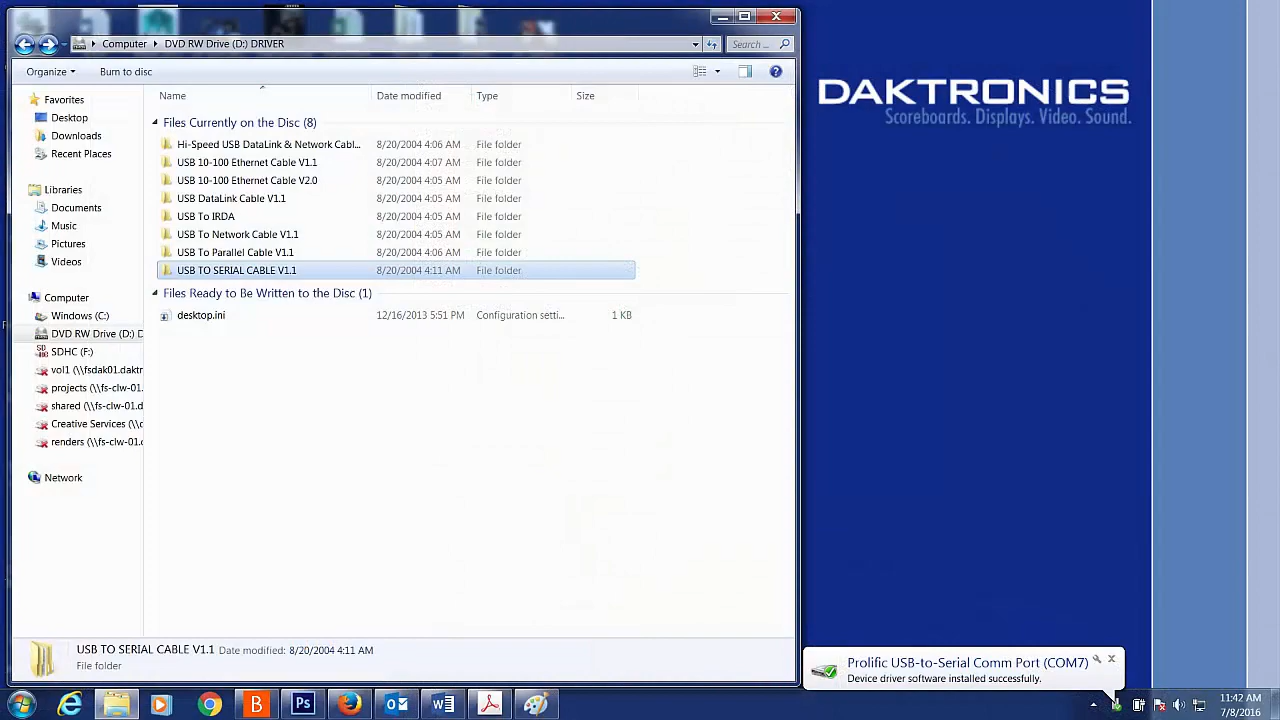 Computer DVD RW Drive (D:) DRIVER
Search ...
Organize Burn to disc
Name Date modified Type Size
Favorites
Desktop
Downloads
Recent Places
Libraries
Documents
Music
Pictures
Videos
Computer
Windows (C:)
DVD RW Drive (D:) D
SDHC (F:)
vol1 (\\fsdak01.daktr
projects (\\fs-clw-01.
shared (\\fs-clw-01.d
Creative Services (\\c
renders (\\fs-clw-01.d
Network
Files Currently on the Disc (8)
Hi-Speed USB DataLink & Network Cabl... 8/20/2004 4:06 AM File folder
USB 10-100 Ethernet Cable V1.1 8/20/2004 4:07 AM File folder
USB 10-100 Ethernet Cable V2.0 8/20/2004 4:05 AM File folder
USB DataLink Cable V1.1 8/20/2004 4:05 AM File folder
USB To IRDA 8/20/2004 4:05 AM File folder
USB To Network Cable V1.1 8/20/2004 4:05 AM File folder
USB To Parallel Cable V1.1 8/20/2004 4:06 AM File folder
USB TO SERIAL CABLE V1.1 8/20/2004 4:11 AM File folder
Files Ready to Be Written to the Disc (1)
desktop.ini 12/16/2013 5:51 PM Configuration setti... 1 KB
USB TO SERIAL CABLE V1.1 Date modified: 8/20/2004 4:11 AM
File folder
DAKTRONICS
Scoreboards. Displays. Video. Sound.
Prolific USB-to-Serial Comm Port (COM7)
Device driver software installed successfully.
B
Ps
11:42 AM
7/8/2016